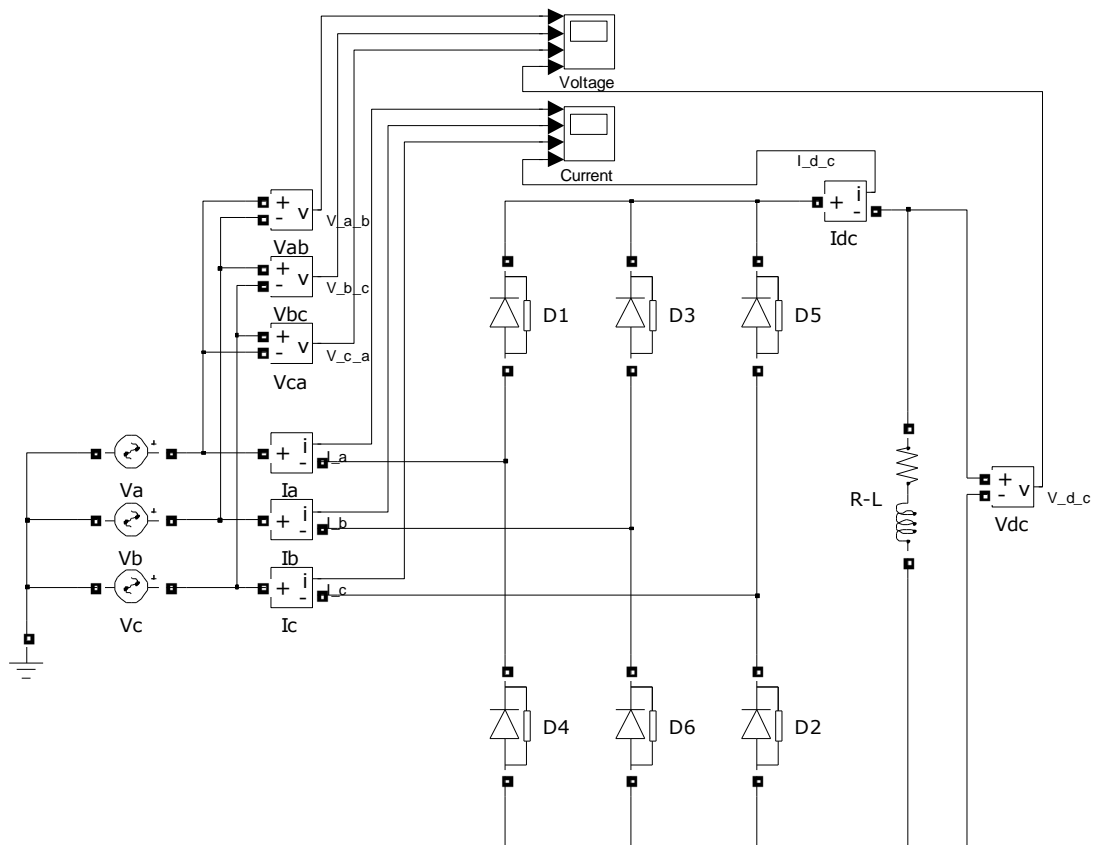 Voltage
Current
I_d_c
+ i -
Idc
+ - v
V_a_b
Vab
+ - v
V_b_c
Vbc
+ - v
V_c_a
Vca
D1
D3
D5
+ i -
I_a
Va
Ia
R-L
+ - v
V_d_c
Vdc
+ i -
I_b
Vb
Ib
+ i -
I_c
Vc
Ic
D4
D6
D2